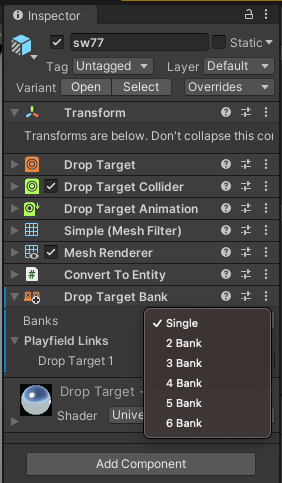 Inspector
sw77
Static
Tag Untagged Layer Default
Variant Open Select Overrides
Transform
Transforms are below. Don't collapse this co
Drop Target
Drop Target Collider
Drop Target Animation
Simple (Mesh Filter)
Mesh Renderer
# Convert To Entity
Drop Target Bank
Banks
Single
2 Bank
3 Bank
4 Bank
5 Bank
6 Bank
Playfield Links
Drop Target 1
Drop Target -
Shader Unive
Add Component